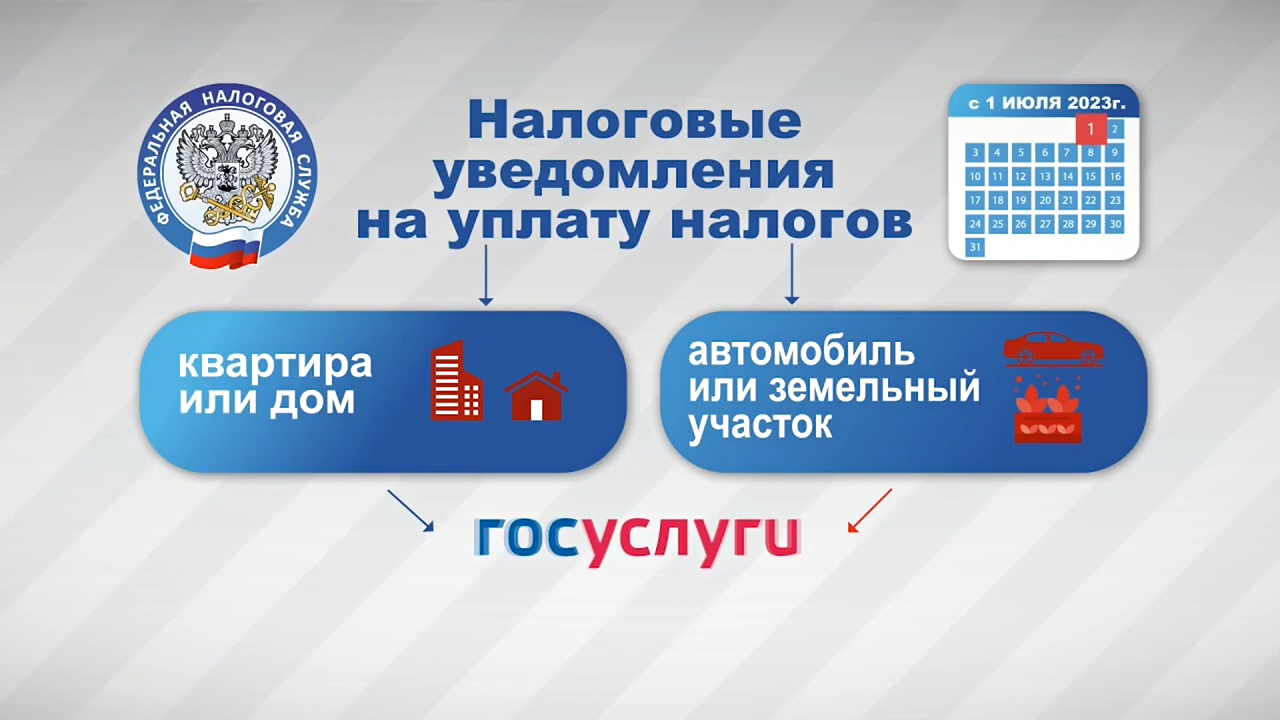 ФЕДЕРАЛЬНАЯ НАЛОГОВАЯ СЛУЖБА
Налоговые
уведомления
на уплату налогов
с 1 ИЮЛЯ 2023г.
1 2
3 4 5 6 7 8 9
10 11 12 13 14 15 16
17 18 19 20 21 22 23
24 25 26 27 28 29 30
31
квартира
или дом
автомобиль
или земельный
участок
госуслуги